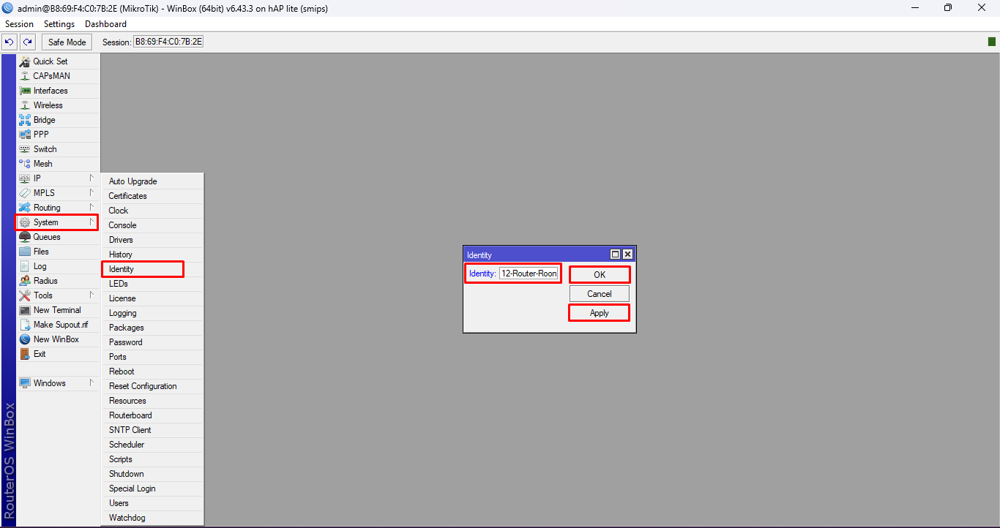 admin@B8:69:F4:C0:7B:2E (MikroTik) - WinBox (64bit) v6.43.3 on hAP lite (smips)
Session Settings Dashboard
Safe Mode Session: B8:69:F4:C0:7B:2E
Quick Set
CAPsMAN
Interfaces
Wireless
Bridge
PPP
Switch
Mesh
IP
MPLS
Routing
System
Queues
Files
Log
Radius
Tools
New Terminal
Make Supout.rif
New WinBox
Exit
Windows
RouterOS WinBox
Auto Upgrade
Certificates
Clock
Console
Drivers
History
Identity
LEDs
License
Logging
Packages
Password
Ports
Reboot
Reset Configuration
Resources
Routerboard
SNTP Client
Scheduler
Scripts
Shutdown
Special Login
Users
Watchdog
Identity
Identity: 12-Router-Roon
OK
Cancel
Apply